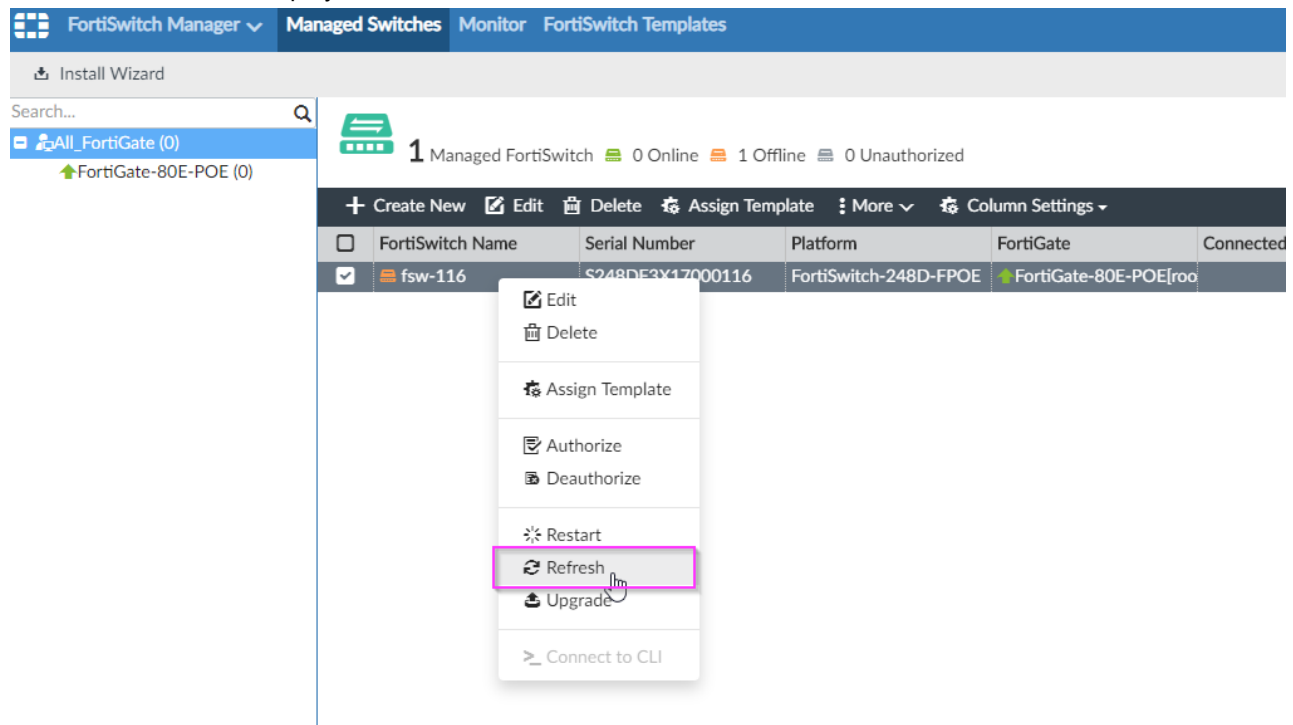 FortiSwitch Manager Managed Switches Monitor FortiSwitch Templates
Install Wizard
Search...
All_FortiGate (0)
FortiGate-80E-POE (0)
1 Managed FortiSwitch 0 Online 1 Offline 0 Unauthorized
Create New Edit Delete Assign Template More Column Settings
FortiSwitch Name Serial Number Platform FortiGate Connected
fsw-116 S248DF3X17000116 FortiSwitch-248D-FPOE FortiGate-80E-POE[roo
Edit
Delete
Assign Template
Authorize
Deauthorize
Restart
Refresh
Upgrade
>_ Connect to CLI